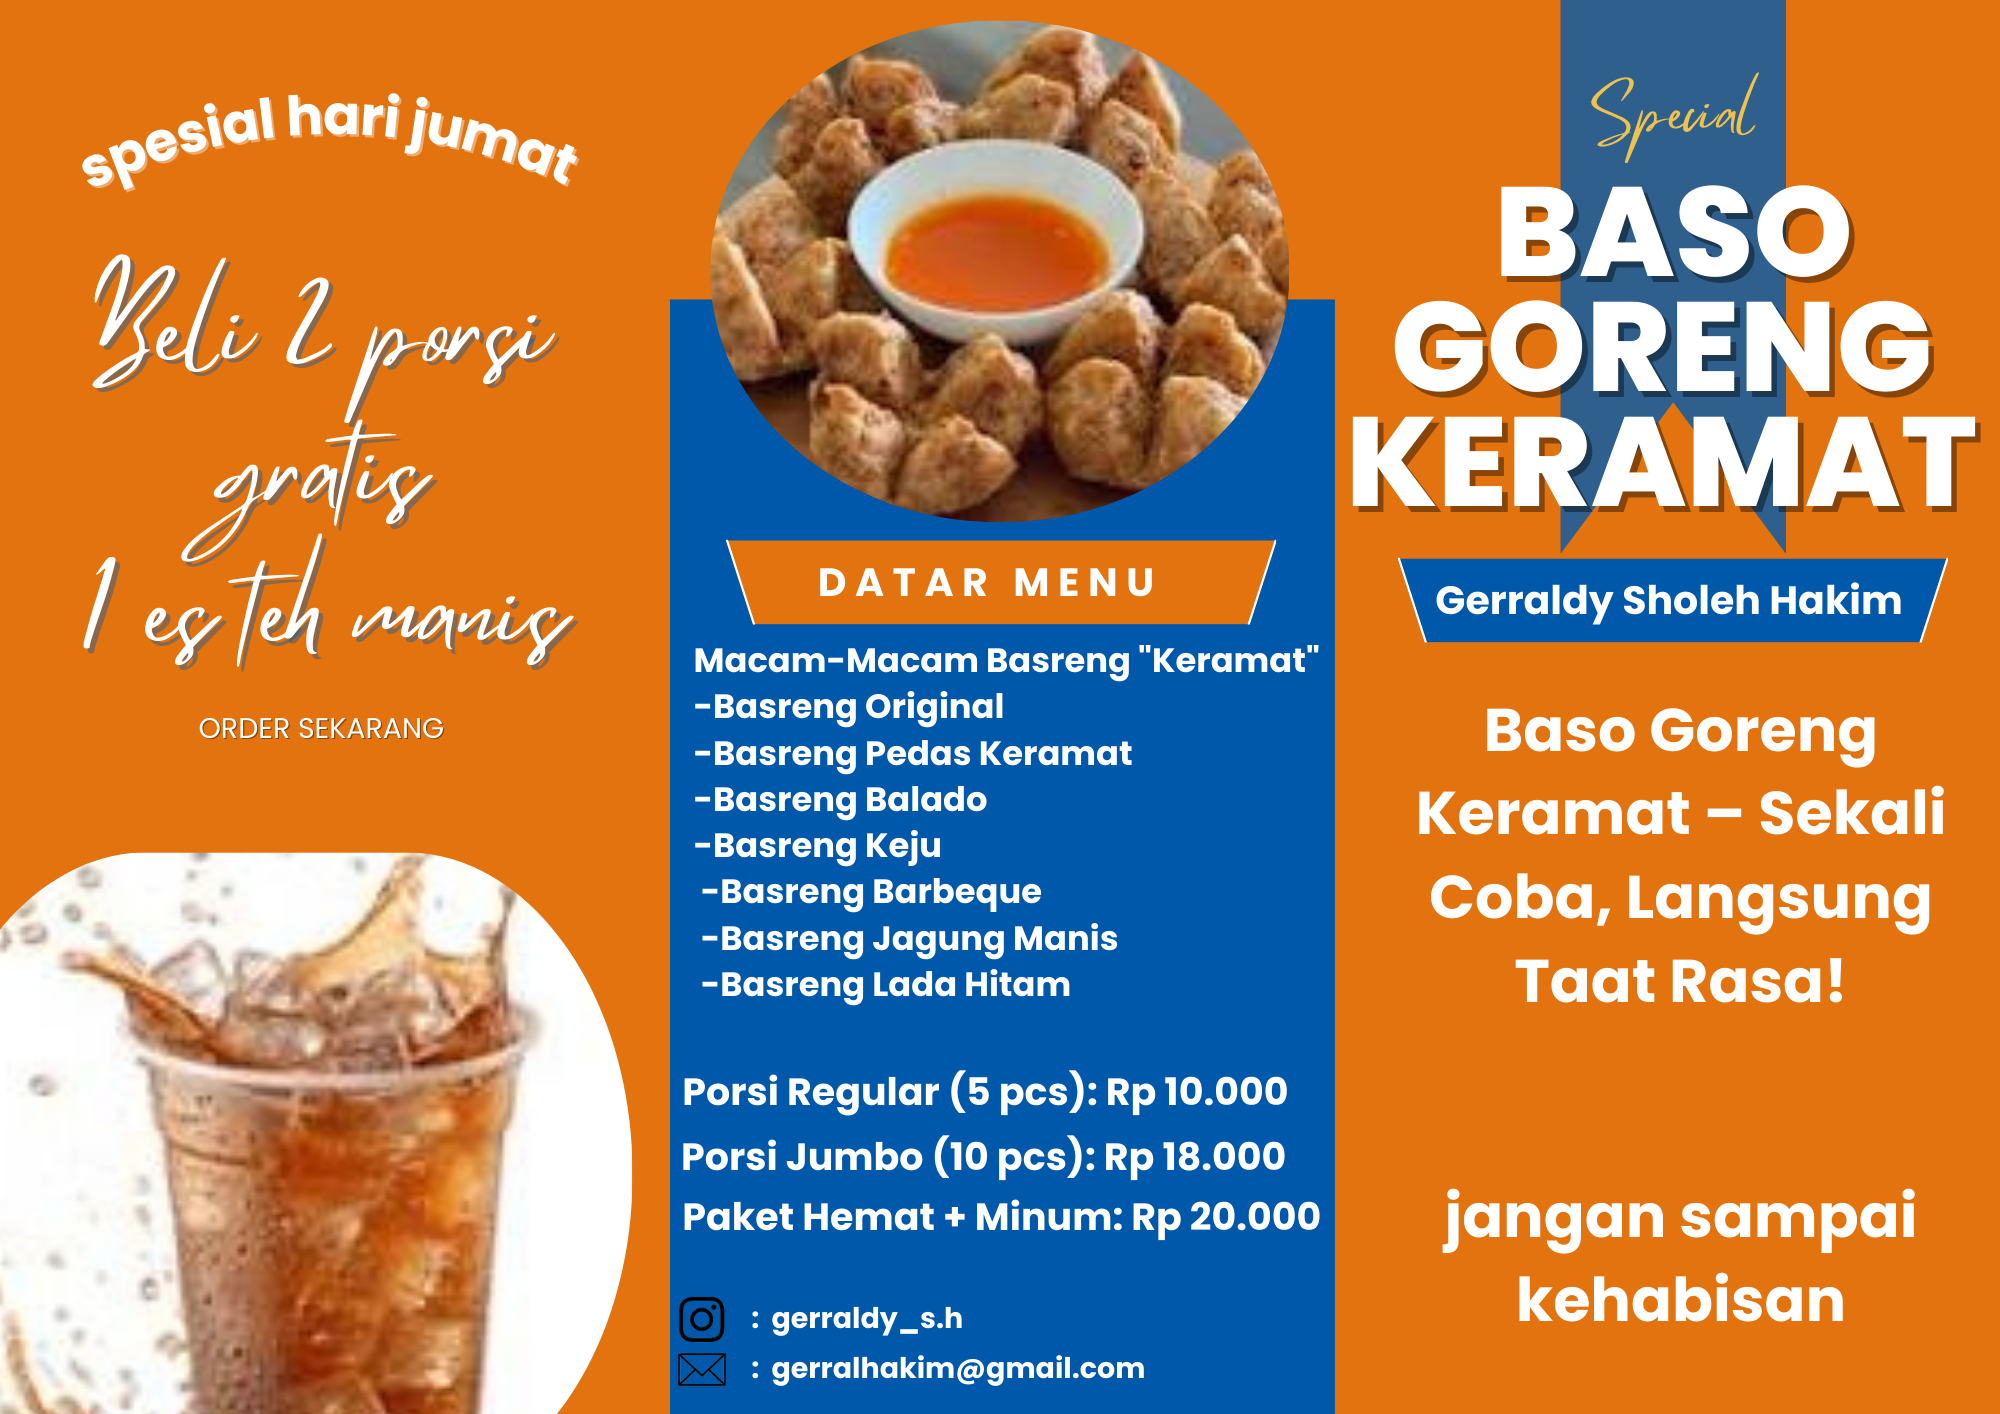 spesial hari jumat
Beli 2 porsi
gratis
1 es teh manis
ORDER SEKARANG
DATAR MENU
Macam-Macam Basreng "Keramat"
-Basreng Original
-Basreng Pedas Keramat
-Basreng Balado
-Basreng Keju
-Basreng Barbeque
-Basreng Jagung Manis
-Basreng Lada Hitam
Porsi Regular (5 pcs): Rp 10.000
Porsi Jumbo (10 pcs): Rp 18.000
Paket Hemat + Minum: Rp 20.000
: gerraldy_s.h
: gerralhakim@gmail.com
Special
BASO
GORENG
KERAMAT
Gerraldy Sholeh Hakim
Baso Goreng
Keramat – Sekali
Coba, Langsung
Taat Rasa!
jangan sampai
kehabisan